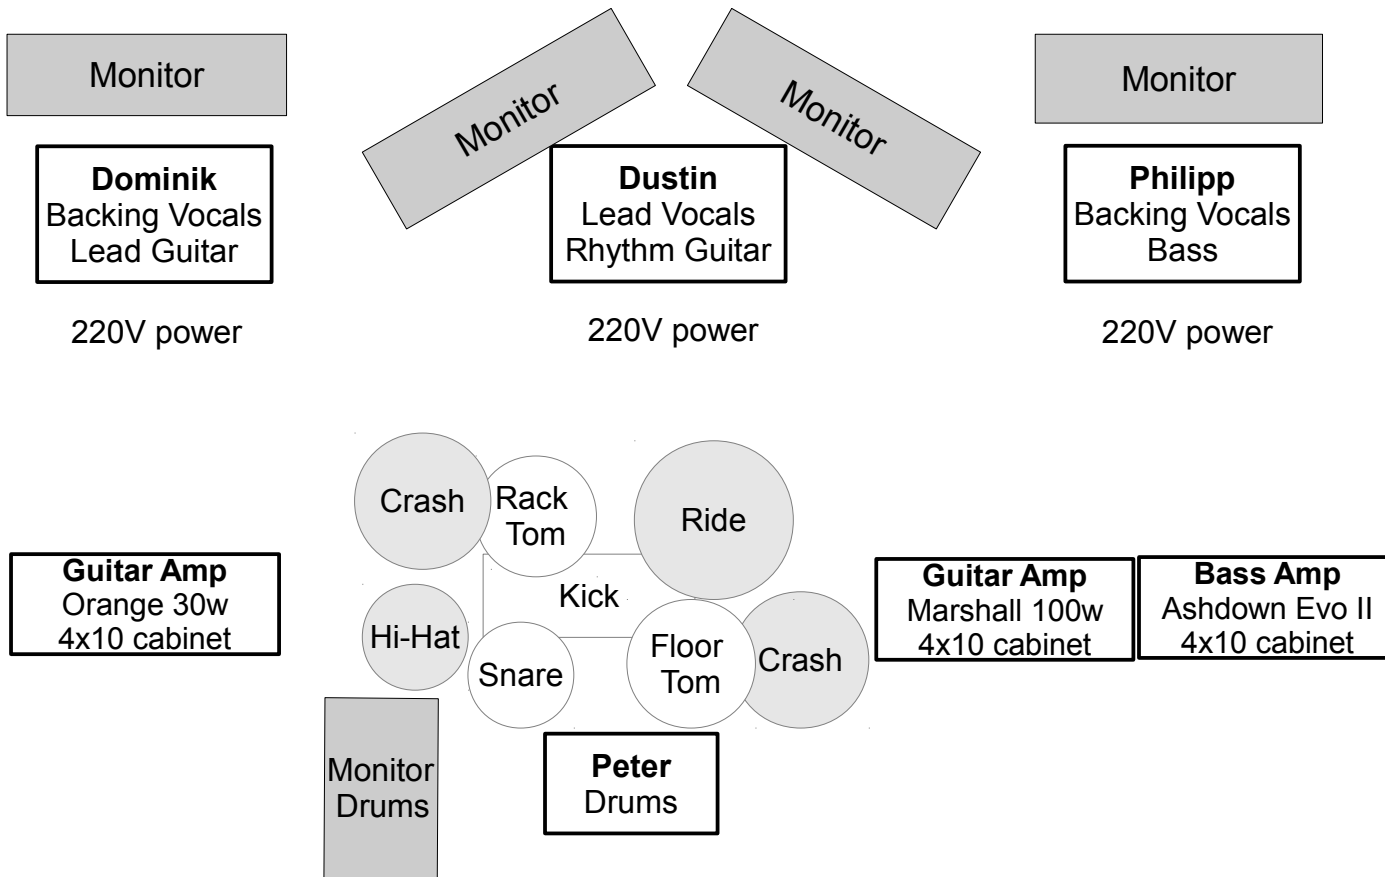 Monitor
Monitor
Monitor
Monitor
Dominik
Backing Vocals
Lead Guitar
Dustin
Lead Vocals
Rhythm Guitar
Philipp
Backing Vocals
Bass
220V power
220V power
220V power
Crash
Rack
Tom
Ride
Kick
Hi-Hat
Snare
Floor
Tom
Crash
Guitar Amp
Orange 30w
4x10 cabinet
Guitar Amp
Marshall 100w
4x10 cabinet
Bass Amp
Ashdown Evo II
4x10 cabinet
Monitor
Drums
Peter
Drums